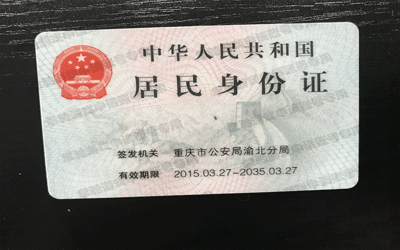 中华人民共和国
居民身份证
签发机关 重庆市公安局渝北分局
有效期限 2015.03.27-2035.03.27